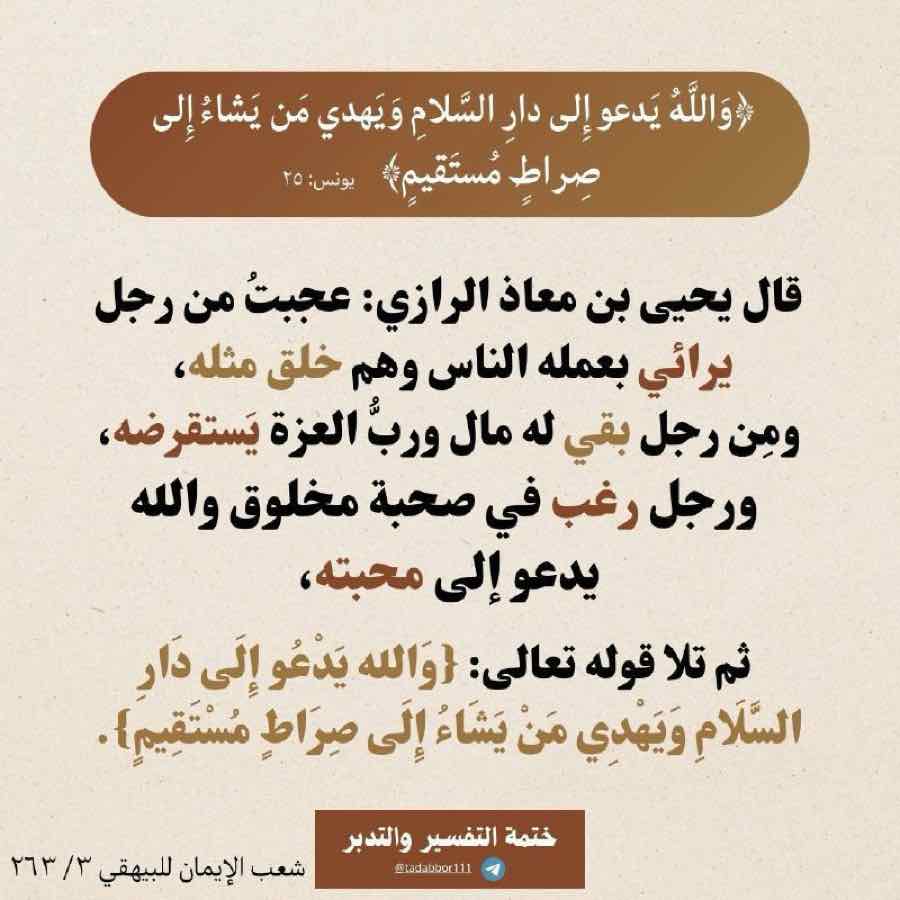 ﴿وَاللَّهُ يَدعو إِلى دارِ السَّلامِ وَيَهدي مَن يَشاءُ إِلى
صِراطٍ مُستَقيمٍ﴾ يونس: ٢٥
قال يحيى بن معاذ الرازي: عجبتُ من رجل
يرائي بعمله الناس وهم خلق مثله،
ومِن رجل بقي له مال وربُّ العزة يَستقرضه،
ورجل رغب في صحبة مخلوق والله
يدعو إلى محبته،
ثم تلا قوله تعالى: {وَالله يَدْعُو إِلَى دَارِ
السَّلَامِ وَيَهْدِي مَنْ يَشَاءُ إِلَى صِرَاطٍ مُسْتَقِيمٍ}.
ختمة التفسير والتدبر
@tadabbor111
شعب الإيمان للبيهقي ٣/ ٢٦٣